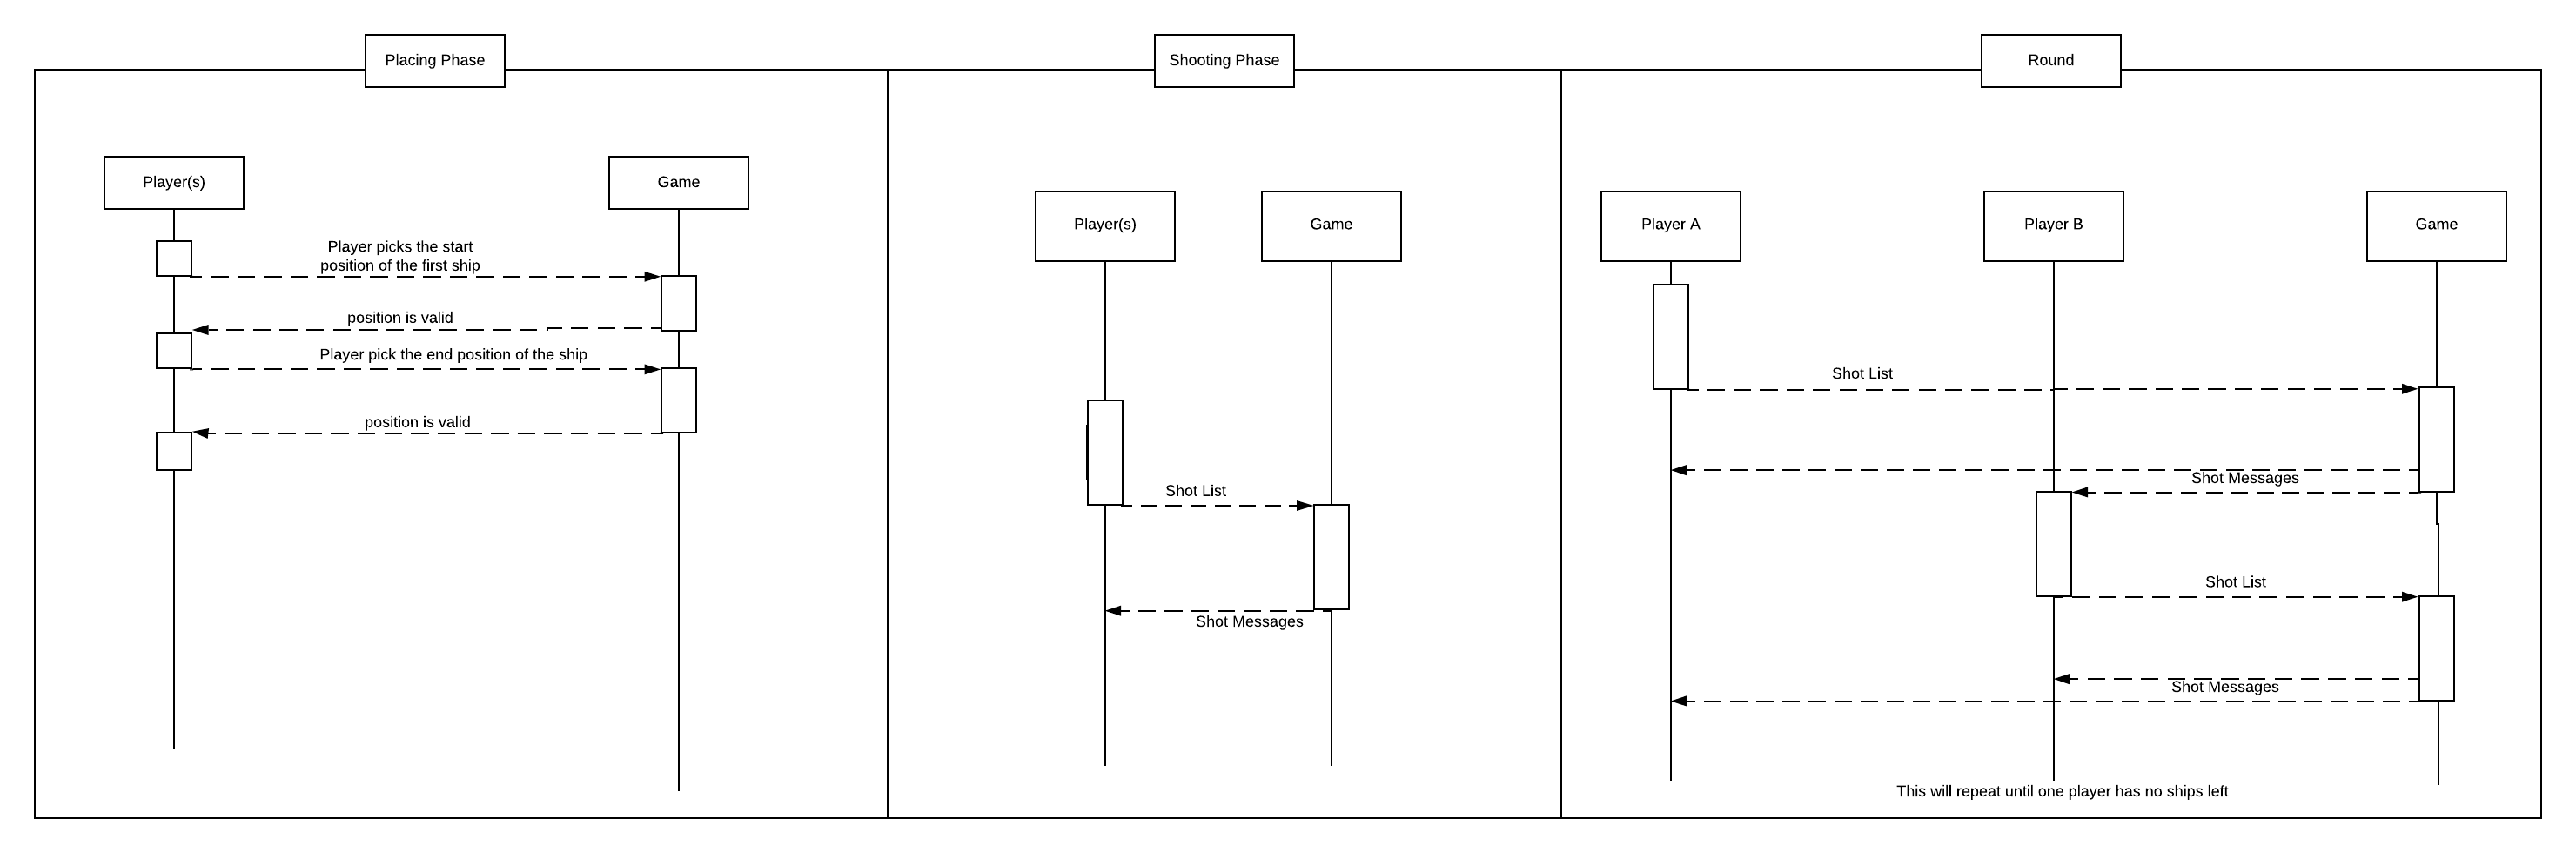 Placing Phase
Player(s)
Game
Player picks the start
position of the first ship
position is valid
Player pick the end position of the ship
position is valid
Shooting Phase
Player(s)
Game
Shot List
Shot Messages
Round
Player A
Player B
Game
Shot List
Shot Messages
Shot List
Shot Messages
This will repeat until one player has no ships left